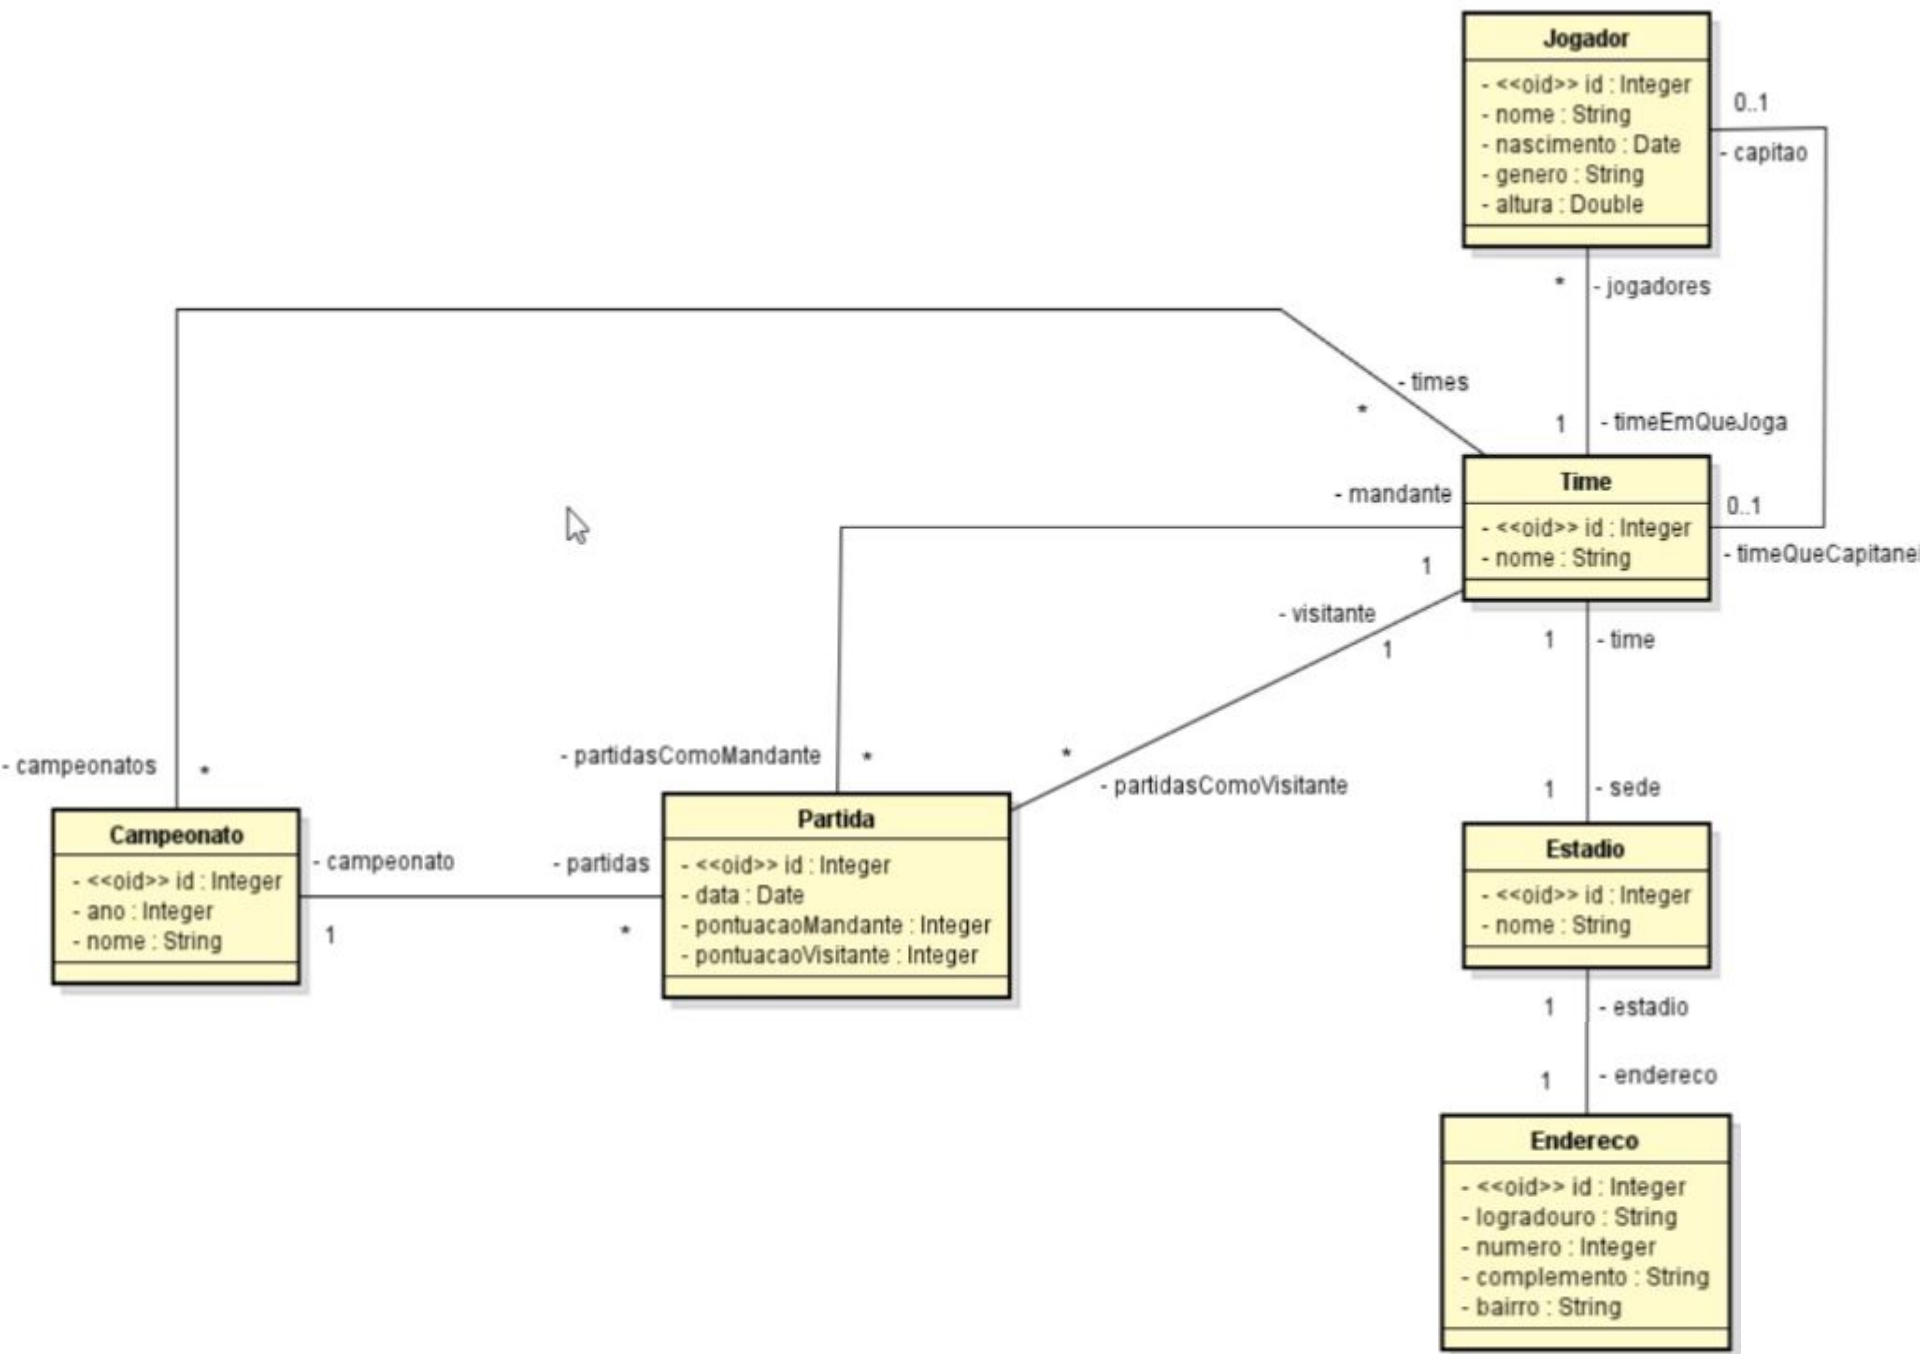 Jogador
- <<oid>> id : Integer
- nome : String
- nascimento : Date
- genero : String
- altura : Double
0..1
- capitao
* - jogadores
- times
*
1 - timeEmQueJoga
Time
- <<oid>> id : Integer
- nome : String
0..1
- timeQueCapitanei
- mandante
1
- visitante
1
1 - time
- partidasComoMandante *
*
- partidasComoVisitante
- campeonatos *
1 - sede
Campeonato
- <<oid>> id : Integer
- ano : Integer
- nome : String
- campeonato
1
- partidas
*
Partida
- <<oid>> id : Integer
- data : Date
- pontuacaoMandante : Integer
- pontuacaoVisitante : Integer
Estadio
- <<oid>> id : Integer
- nome : String
1 - estadio
1 - endereco
Endereco
- <<oid>> id : Integer
- logradouro : String
- numero : Integer
- complemento : String
- bairro : String